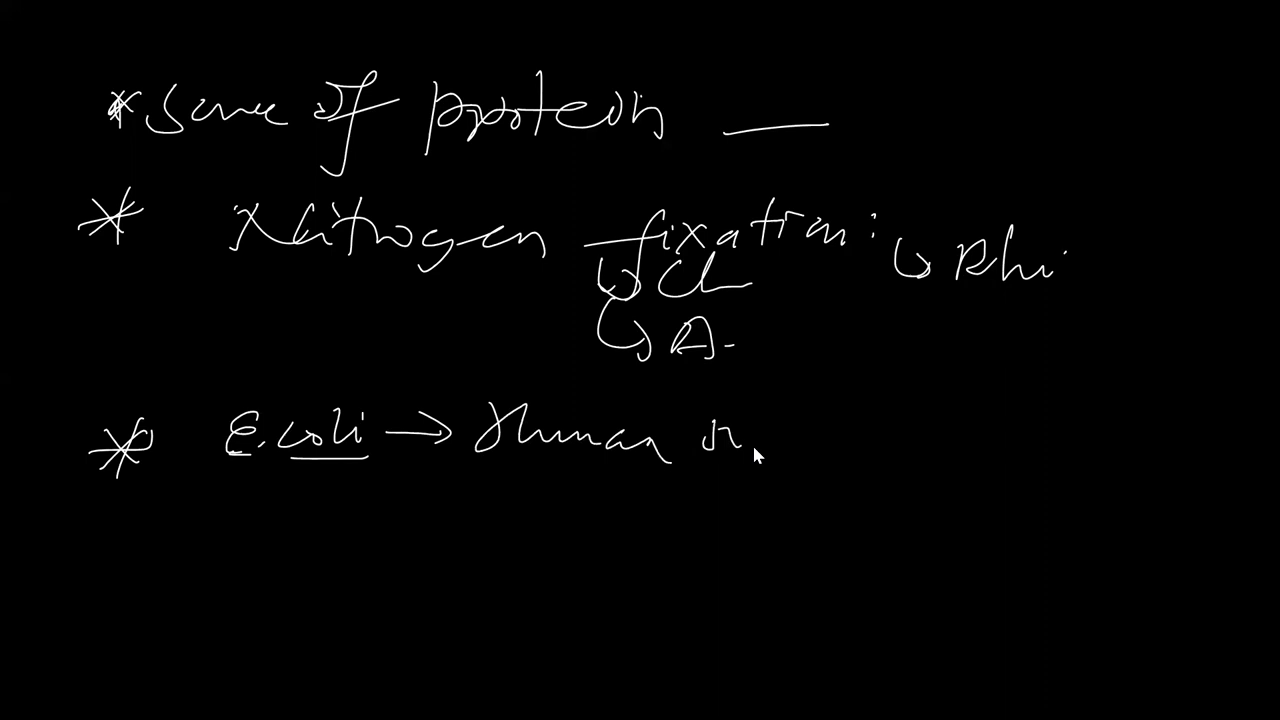 * Source of protein —
* Nitrogen fixation: ↳ Rhi
↳ Cl
↳ A.
* E. coli → Human in